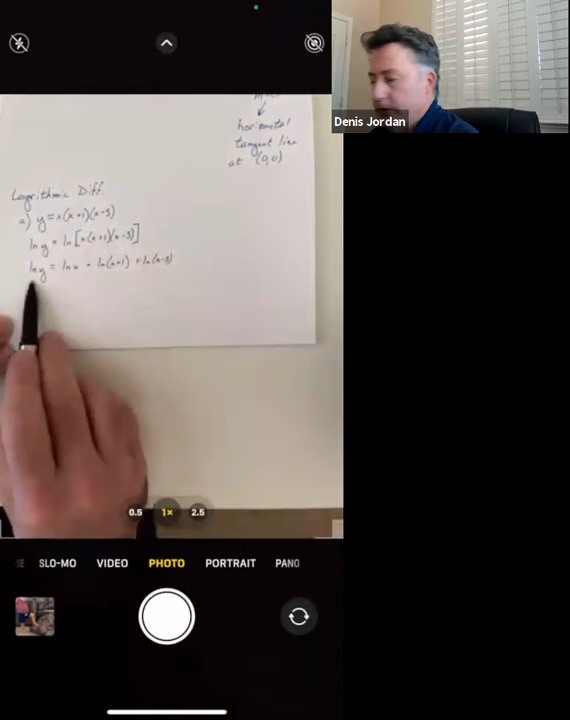 Denis Jordan
horizontal
tangent line
at (0,0)
Logrithmic Diff
a) y=x(x+1)(x-3)
ln y = ln[x(x+1)(x-3)]
ln y = ln x + ln(x+1) + ln(x-3)
0.5 1× 2.5
SLO-MO VIDEO PHOTO PORTRAIT PANO